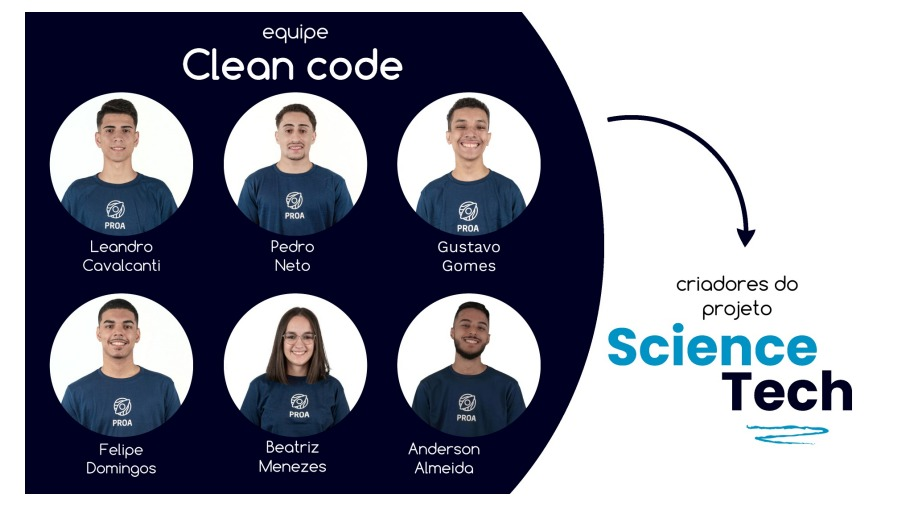 equipe
Clean code
PROA
PROA
PROA
Leandro
Cavalcanti
Pedro
Neto
Gustavo
Gomes
PROA
PROA
PROA
Felipe
Domingos
Beatriz
Menezes
Anderson
Almeida
criadores do
projeto
Science
Tech